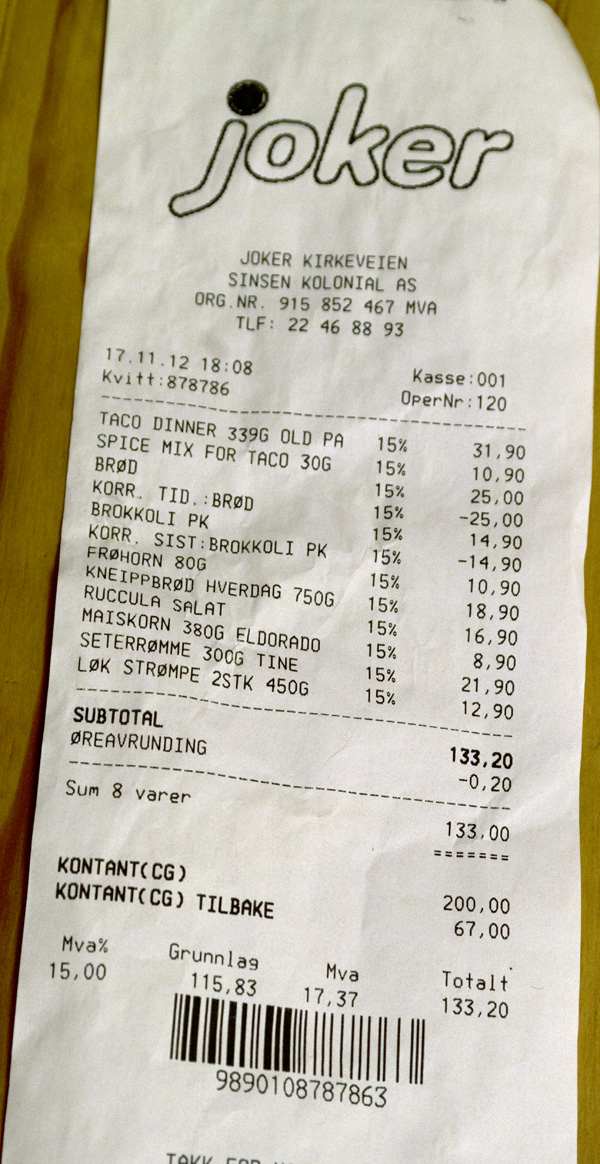 joker
JOKER KIRKEVEIEN
SINSEN KOLONIAL AS
ORG.NR. 915 852 467 MVA
TLF: 22 46 88 93
17.11.12 18:08 Kasse:001
Kvitt:878786 OperNr:120
TACO DINNER 339G OLD PA 15% 31,90
SPICE MIX FOR TACO 30G 15% 10,90
BRØD 15% 25,00
KORR. TID.:BRØD 15% -25,00
BROKKOLI PK 15% 14,90
KORR. SIST:BROKKOLI PK 15% -14,90
FRØHORN 80G 15% 10,90
KNEIPPBRØD HVERDAG 750G 15% 18,90
RUCCULA SALAT 15% 16,90
MAISKORN 380G ELDORADO 15% 8,90
SETERRØMME 300G TINE 15% 21,90
LØK STRØMPE 2STK 450G 15% 12,90
SUBTOTAL 133,20
ØREAVRUNDING -0,20
Sum 8 varer 133,00
=======
KONTANT(CG) 200,00
KONTANT(CG) TILBAKE 67,00
Mva% Grunnlag Mva Totalt
15,00 115,83 17,37 133,20
9890108787863
TAKK FOR